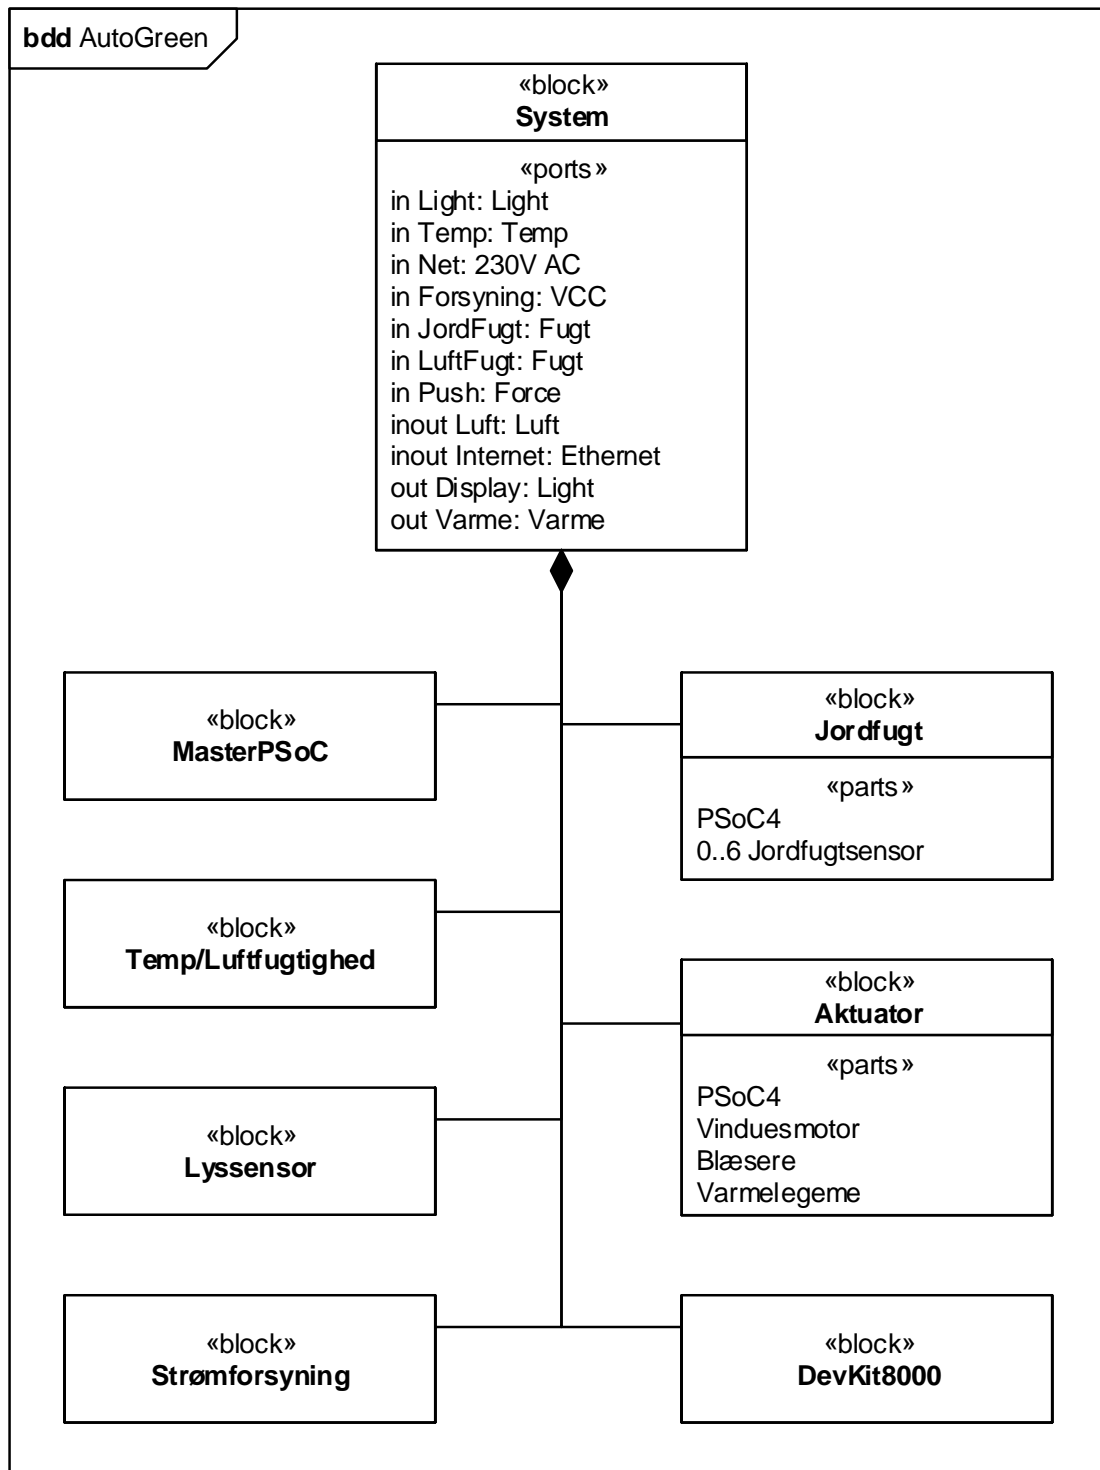 bdd AutoGreen
«block»
System
«ports»
in Light: Light
in Temp: Temp
in Net: 230V AC
in Forsyning: VCC
in JordFugt: Fugt
in LuftFugt: Fugt
in Push: Force
inout Luft: Luft
inout Internet: Ethernet
out Display: Light
out Varme: Varme
«block»
MasterPSoC
«block»
Jordfugt
«parts»
PSoC4
0..6 Jordfugtsensor
«block»
Temp/Luftfugtighed
«block»
Aktuator
«parts»
PSoC4
Vinduesmotor
Blæsere
Varmelegeme
«block»
Lyssensor
«block»
Strømforsyning
«block»
DevKit8000